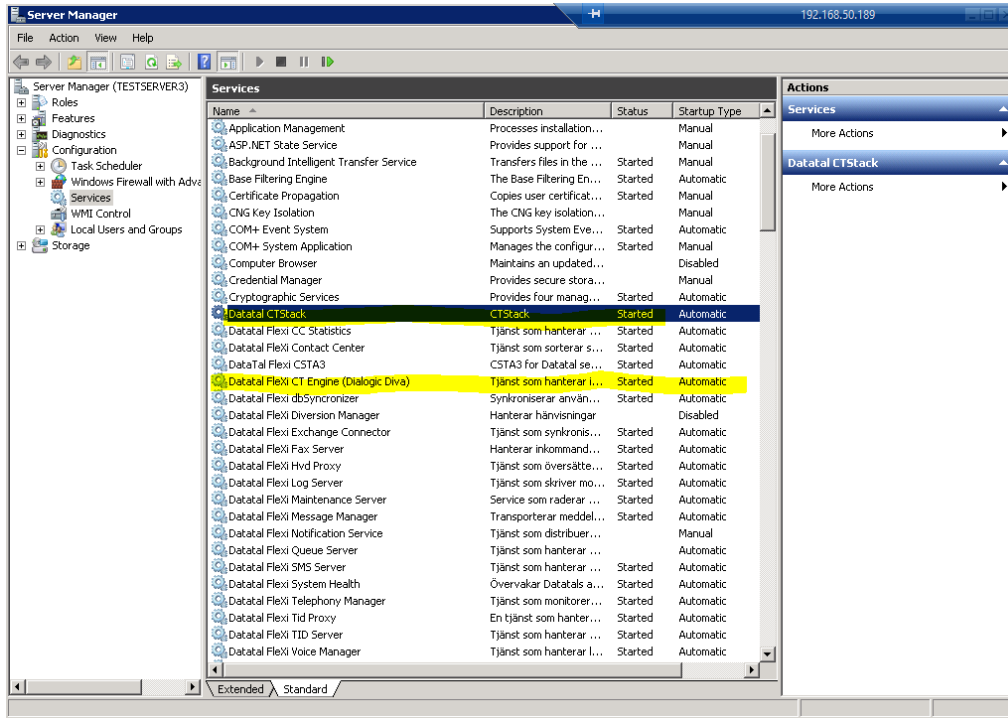 Server Manager
192.168.50.189
File Action View Help
Server Manager (TESTSERVER3)
Roles
Features
Diagnostics
Configuration
Task Scheduler
Windows Firewall with Adva
Services
WMI Control
Local Users and Groups
Storage
Services
Name Description Status Startup Type
Application Management Processes installation... Manual
ASP.NET State Service Provides support for ... Manual
Background Intelligent Transfer Service Transfers files in the ... Started Manual
Base Filtering Engine The Base Filtering En... Started Automatic
Certificate Propagation Copies user certificat... Started Manual
CNG Key Isolation The CNG key isolation... Manual
COM+ Event System Supports System Eve... Started Automatic
COM+ System Application Manages the configur... Started Manual
Computer Browser Maintains an updated... Disabled
Credential Manager Provides secure stora... Manual
Cryptographic Services Provides four manag... Started Automatic
Datatal CTStack CTStack Started Automatic
Datatal Flexi CC Statistics Tjänst som hanterar ... Started Automatic
Datatal FleXi Contact Center Tjänst som sorterar s... Started Automatic
DataTal Flexi CSTA3 CSTA3 for Datatal se... Started Automatic
Datatal FleXi CT Engine (Dialogic Diva) Tjänst som hanterar i... Started Automatic
Datatal Flexi dbSyncronizer Synkroniserar använ... Started Automatic
Datatal FleXi Diversion Manager Hanterar hänvisningar Disabled
Datatal Flexi Exchange Connector Tjänst som synkronis... Started Automatic
Datatal FleXi Fax Server Hanterar inkommand... Started Automatic
Datatal FleXi Hvd Proxy Tjänst som översätte... Started Automatic
Datatal FleXi Log Server Tjänst som skriver mo... Started Automatic
Datatal FleXi Maintenance Server Service som raderar ... Started Automatic
Datatal FleXi Message Manager Transporterar meddel... Started Automatic
Datatal FleXi Notification Service Tjänst som distribuer... Manual
Datatal Flexi Queue Server Tjänst som hanterar ... Automatic
Datatal FleXi SMS Server Tjänst som hanterar ... Started Automatic
Datatal Flexi System Health Övervakar Datatals a... Started Automatic
Datatal FleXi Telephony Manager Tjänst som monitorer... Started Automatic
Datatal Flexi Tid Proxy En tjänst som hanter... Started Automatic
Datatal FleXi TID Server Tjänst som hanterar ... Started Automatic
Datatal FleXi Voice Manager Tjänst som hanterar l... Started Automatic
Extended Standard
Actions
Services
More Actions
Datatal CTStack
More Actions